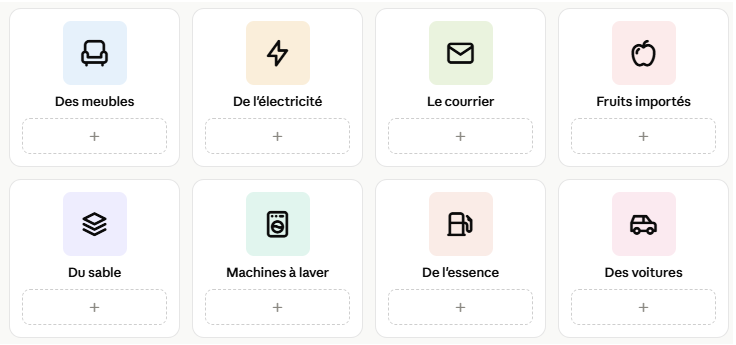 Des meubles
De l'électricité
Le courrier
Fruits importés
+
+
+
+
Du sable
Machines à laver
De l'essence
Des voitures
+
+
+
+